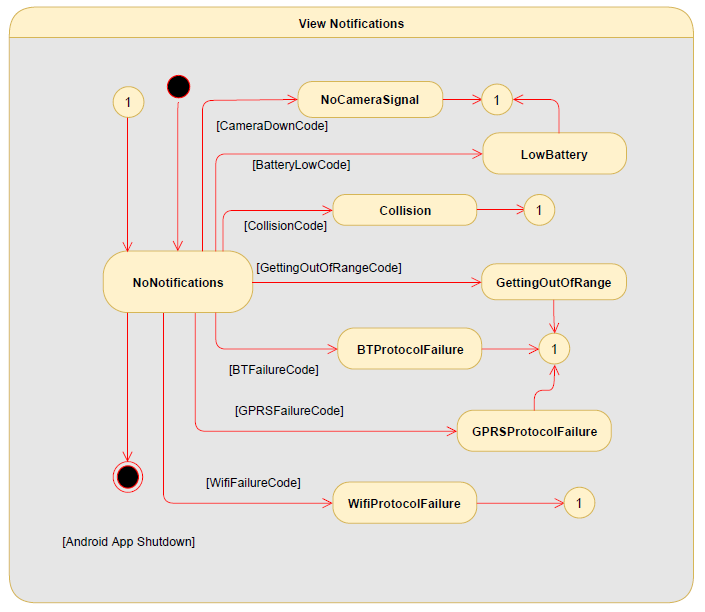 View Notifications
1
NoCameraSignal
1
[CameraDownCode]
[BatteryLowCode]
LowBattery
Collision
1
[CollisionCode]
[GettingOutOfRangeCode]
NoNotifications
GettingOutOfRange
BTProtocolFailure
1
[BTFailureCode]
[GPRSFailureCode]
GPRSProtocolFailure
[WifiFailureCode]
WifiProtocolFailure
1
[Android App Shutdown]